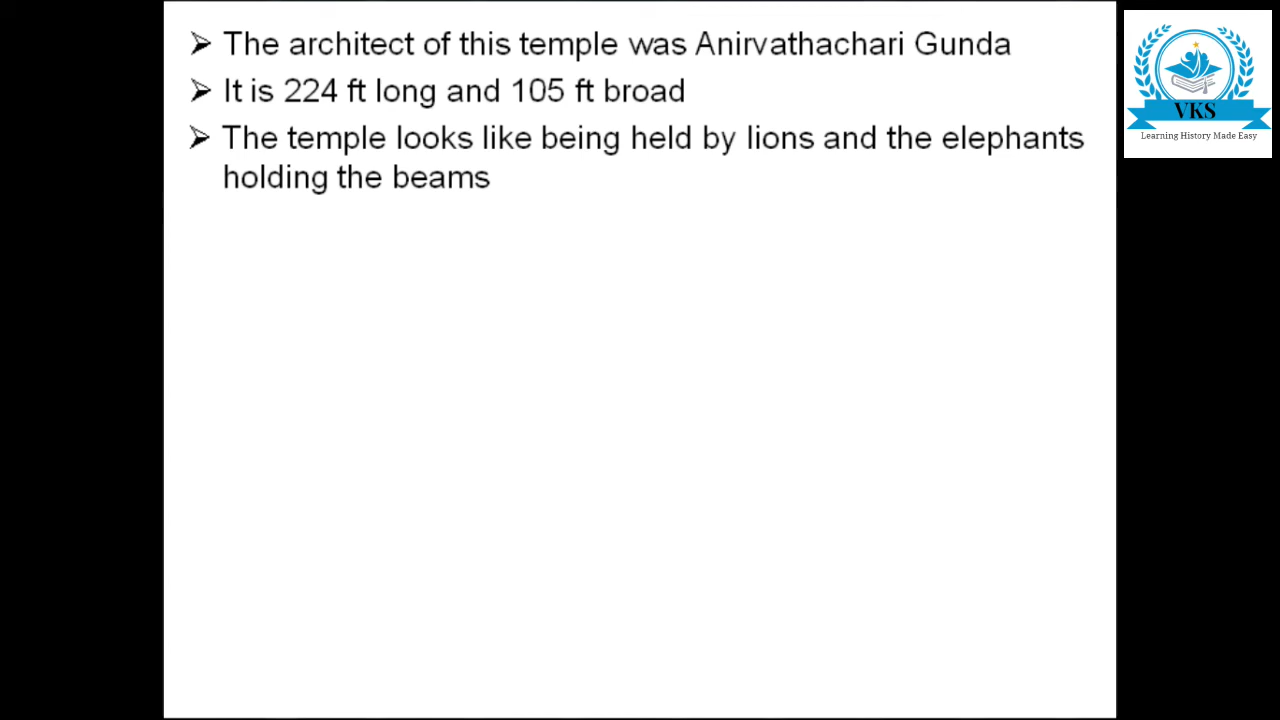 The architect of this temple was Anirvathachari Gunda
It is 224 ft long and 105 ft broad
The temple looks like being held by lions and the elephants
holding the beams
VKS
Learning History Made Easy